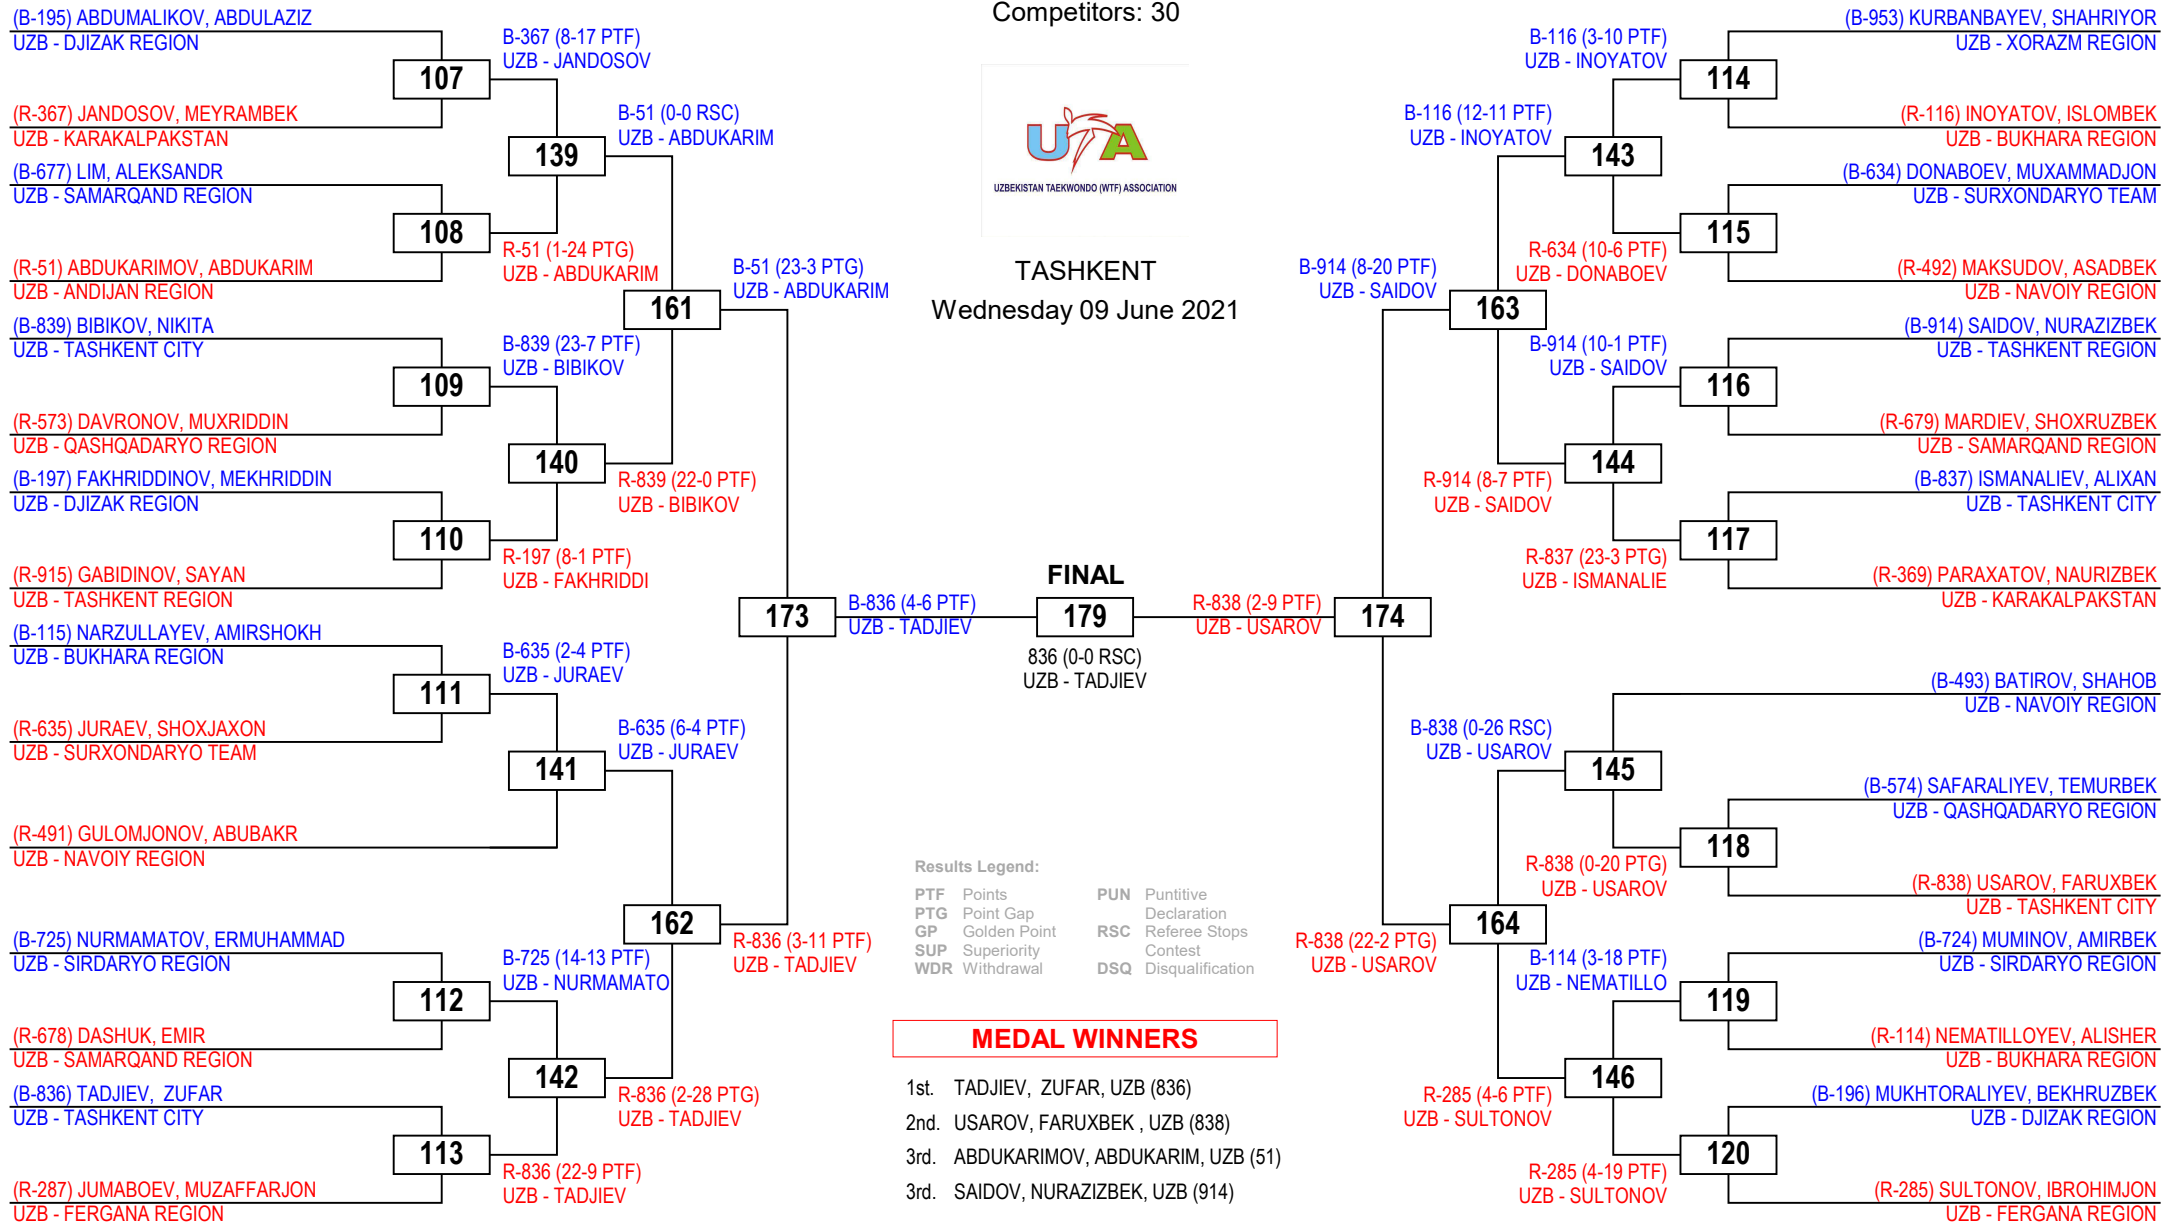 Competitors: 30
UTA
UZBEKISTAN TAEKWONDO (WTF) ASSOCIATION
TASHKENT
Wednesday 09 June 2021
(B-195) ABDUMALIKOV, ABDULAZIZ
UZB - DJIZAK REGION
107
(R-367) JANDOSOV, MEYRAMBEK
UZB - KARAKALPAKSTAN
(B-677) LIM, ALEKSANDR
UZB - SAMARQAND REGION
108
(R-51) ABDUKARIMOV, ABDUKARIM
UZB - ANDIJAN REGION
(B-839) BIBIKOV, NIKITA
UZB - TASHKENT CITY
109
(R-573) DAVRONOV, MUXRIDDIN
UZB - QASHQADARYO REGION
(B-197) FAKHRIDDINOV, MEKHRIDDIN
UZB - DJIZAK REGION
110
(R-915) GABIDINOV, SAYAN
UZB - TASHKENT REGION
(B-115) NARZULLAYEV, AMIRSHOKH
UZB - BUKHARA REGION
111
(R-635) JURAEV, SHOXJAXON
UZB - SURXONDARYO TEAM
(R-491) GULOMJONOV, ABUBAKR
UZB - NAVOIY REGION
(B-725) NURMAMATOV, ERMUHAMMAD
UZB - SIRDARYO REGION
112
(R-678) DASHUK, EMIR
UZB - SAMARQAND REGION
(B-836) TADJIEV,  ZUFAR
UZB - TASHKENT CITY
113
(R-287) JUMABOEV, MUZAFFARJON
UZB - FERGANA REGION
B-367 (8-17 PTF)
UZB - JANDOSOV
139
R-51 (1-24 PTG)
UZB - ABDUKARIM
B-839 (23-7 PTF)
UZB - BIBIKOV
140
R-197 (8-1 PTF)
UZB - FAKHRIDDI
B-635 (2-4 PTF)
UZB - JURAEV
141
B-725 (14-13 PTF)
UZB - NURMAMATO
142
R-836 (22-9 PTF)
UZB - TADJIEV
B-51 (0-0 RSC)
UZB - ABDUKARIM
161
R-839 (22-0 PTF)
UZB - BIBIKOV
B-635 (6-4 PTF)
UZB - JURAEV
162
R-836 (2-28 PTG)
UZB - TADJIEV
B-51 (23-3 PTG)
UZB - ABDUKARIM
173
R-836 (3-11 PTF)
UZB - TADJIEV
B-836 (4-6 PTF)
UZB - TADJIEV
FINAL
179
836 (0-0 RSC)
UZB - TADJIEV
R-838 (2-9 PTF)
UZB - USAROV
B-914 (8-20 PTF)
UZB - SAIDOV
174
R-838 (22-2 PTG)
UZB - USAROV
B-116 (12-11 PTF)
UZB - INOYATOV
163
R-914 (8-7 PTF)
UZB - SAIDOV
B-838 (0-26 RSC)
UZB - USAROV
164
R-285 (4-6 PTF)
UZB - SULTONOV
B-116 (3-10 PTF)
UZB - INOYATOV
143
R-634 (10-6 PTF)
UZB - DONABOEV
B-914 (10-1 PTF)
UZB - SAIDOV
144
R-837 (23-3 PTG)
UZB - ISMANALIE
145
R-838 (0-20 PTG)
UZB - USAROV
B-114 (3-18 PTF)
UZB - NEMATILLO
146
R-285 (4-19 PTF)
UZB - SULTONOV
(B-953) KURBANBAYEV, SHAHRIYOR
UZB - XORAZM REGION
114
(R-116) INOYATOV, ISLOMBEK
UZB - BUKHARA REGION
(B-634) DONABOEV, MUXAMMADJON
UZB - SURXONDARYO TEAM
115
(R-492) MAKSUDOV, ASADBEK
UZB - NAVOIY REGION
(B-914) SAIDOV, NURAZIZBEK
UZB - TASHKENT REGION
116
(R-679) MARDIEV, SHOXRUZBEK
UZB - SAMARQAND REGION
(B-837) ISMANALIEV, ALIXAN
UZB - TASHKENT CITY
117
(R-369) PARAXATOV, NAURIZBEK
UZB - KARAKALPAKSTAN
(B-493) BATIROV, SHAHOB
UZB - NAVOIY REGION
(B-574) SAFARALIYEV, TEMURBEK
UZB - QASHQADARYO REGION
118
(R-838) USAROV, FARUXBEK
UZB - TASHKENT CITY
(B-724) MUMINOV, AMIRBEK
UZB - SIRDARYO REGION
119
(R-114) NEMATILLOYEV, ALISHER
UZB - BUKHARA REGION
(B-196) MUKHTORALIYEV, BEKHRUZBEK
UZB - DJIZAK REGION
120
(R-285) SULTONOV, IBROHIMJON
UZB - FERGANA REGION
Results Legend:
PTF Points
PTG Point Gap
GP Golden Point
SUP Superiority
WDR Withdrawal
PUN Puntitive
Declaration
RSC Referee Stops
Contest
DSQ Disqualification
MEDAL WINNERS
1st. TADJIEV,  ZUFAR, UZB (836)
2nd. USAROV, FARUXBEK , UZB (838)
3rd. ABDUKARIMOV, ABDUKARIM, UZB (51)
3rd. SAIDOV, NURAZIZBEK, UZB (914)